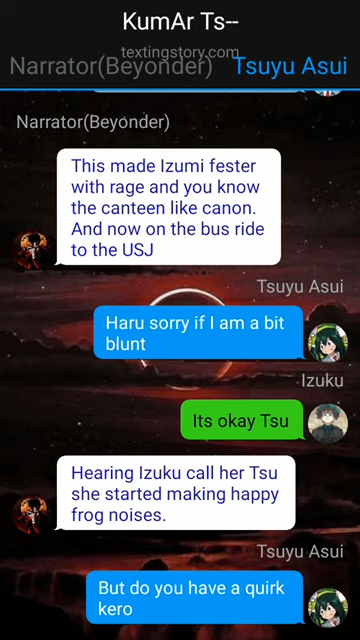 KumAr Ts--
textingstory.com
Narrator(Beyonder)
Tsuyu Asui
Narrator(Beyonder)
This made Izumi fester
with rage and you know
the canteen like canon.
And now on the bus ride
to the USJ
Tsuyu Asui
Haru sorry if I am a bit
blunt
Izuku
Its okay Tsu
Hearing Izuku call her Tsu
she started making happy
frog noises.
Tsuyu Asui
But do you have a quirk
kero